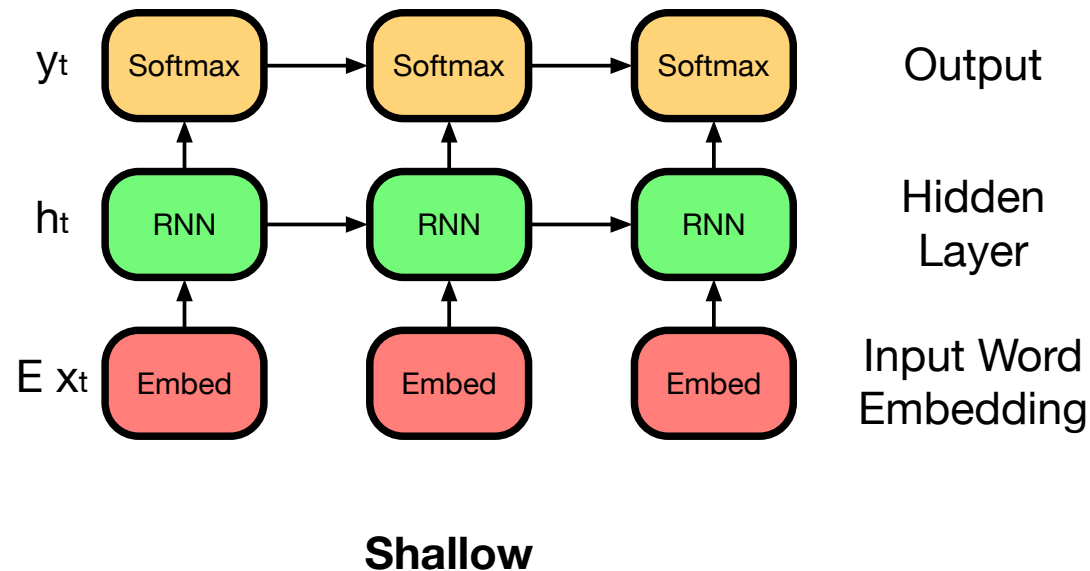 yt Softmax Softmax Softmax Output
ht RNN RNN RNN Hidden
Layer
E xt Embed Embed Embed Input Word
Embedding
Shallow